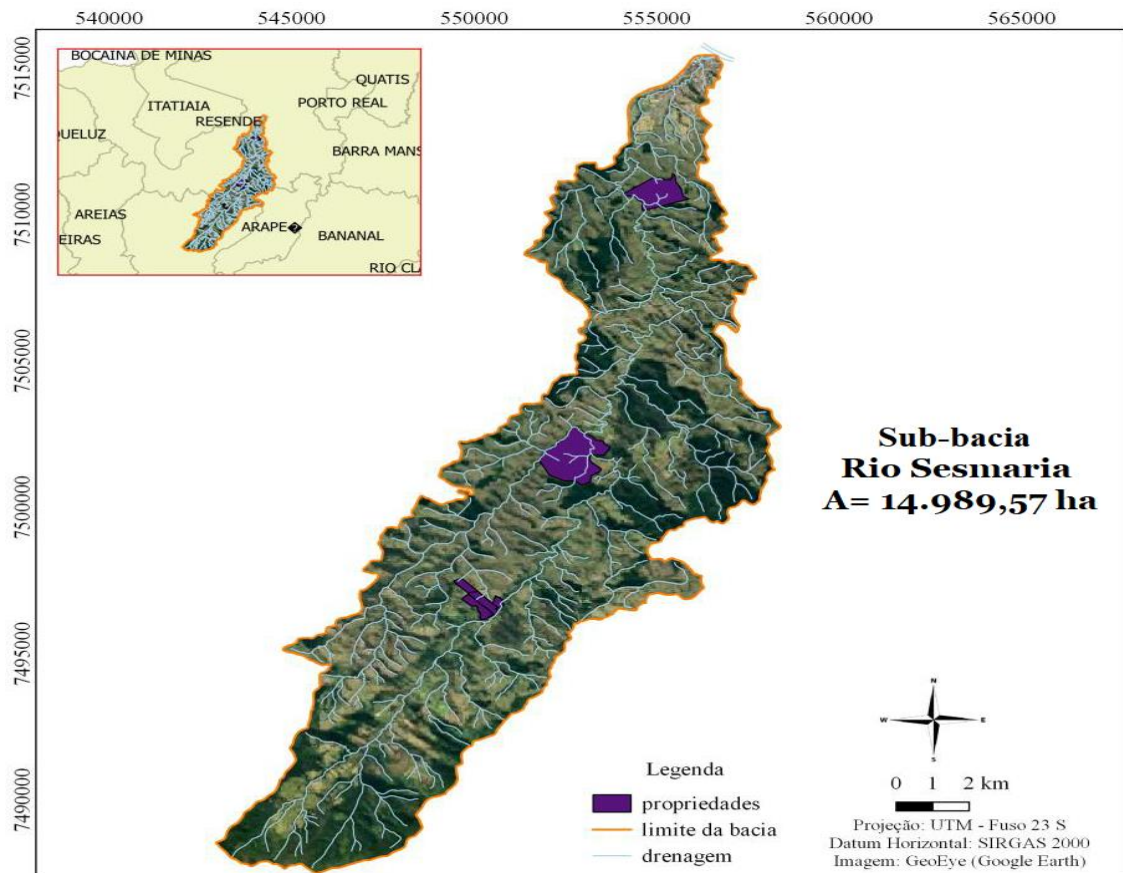 540000 545000 550000 555000 560000 565000
7515000
7510000
7505000
7500000
7495000
7490000
BOCAINA DE MINAS
QUATIS
ITATIAIA
PORTO REAL
RESENDE
QUELUZ
BARRA MANS
AREIAS
ARAPE�
BANANAL
EIRAS
RIO CLA
Sub-bacia
Rio Sesmaria
A= 14.989,57 ha
N
W E
S
Legenda
propriedades
limite da bacia
drenagem
0 1 2 km
Projeção: UTM - Fuso 23 S
Datum Horizontal: SIRGAS 2000
Imagem: GeoEye (Google Earth)